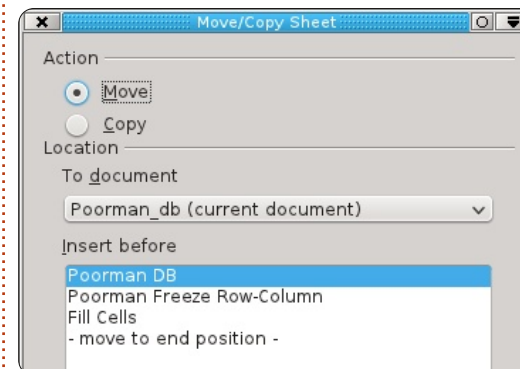 Move/Copy Sheet
Action
Move
Copy
Location
To document
Poorman_db (current document)
Insert before
Poorman DB
Poorman Freeze Row-Column
Fill Cells
- move to end position -